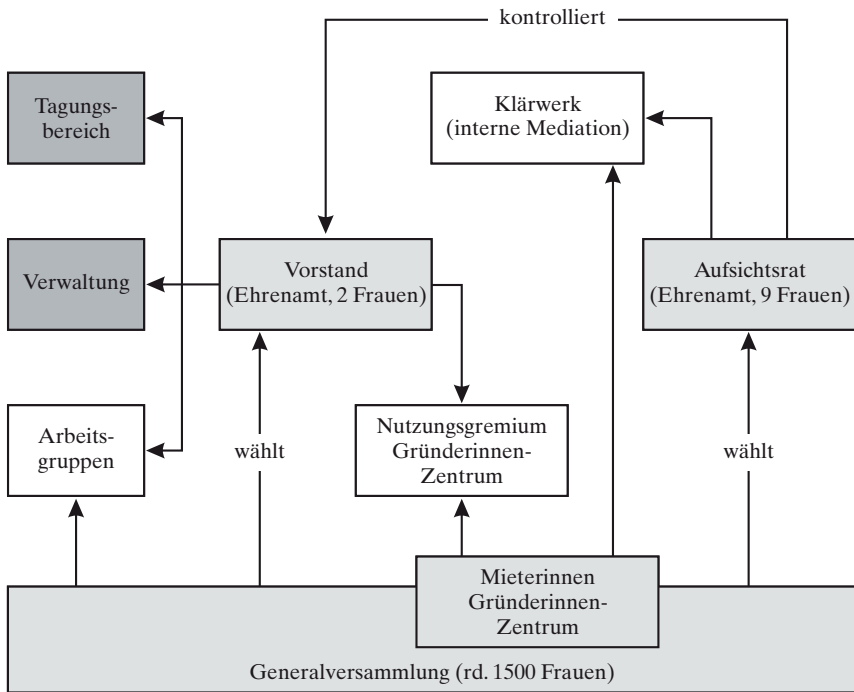 kontrolliert
Tagungs-
bereich
Klärwerk
(interne Mediation)
Verwaltung
Vorstand
(Ehrenamt, 2 Frauen)
Aufsichtsrat
(Ehrenamt, 9 Frauen)
Arbeits-
gruppen
wählt
Nutzungsgremium
Gründerinnen-
Zentrum
wählt
Mieterinnen
Gründerinnen-
Zentrum
Generalversammlung (rd. 1500 Frauen)